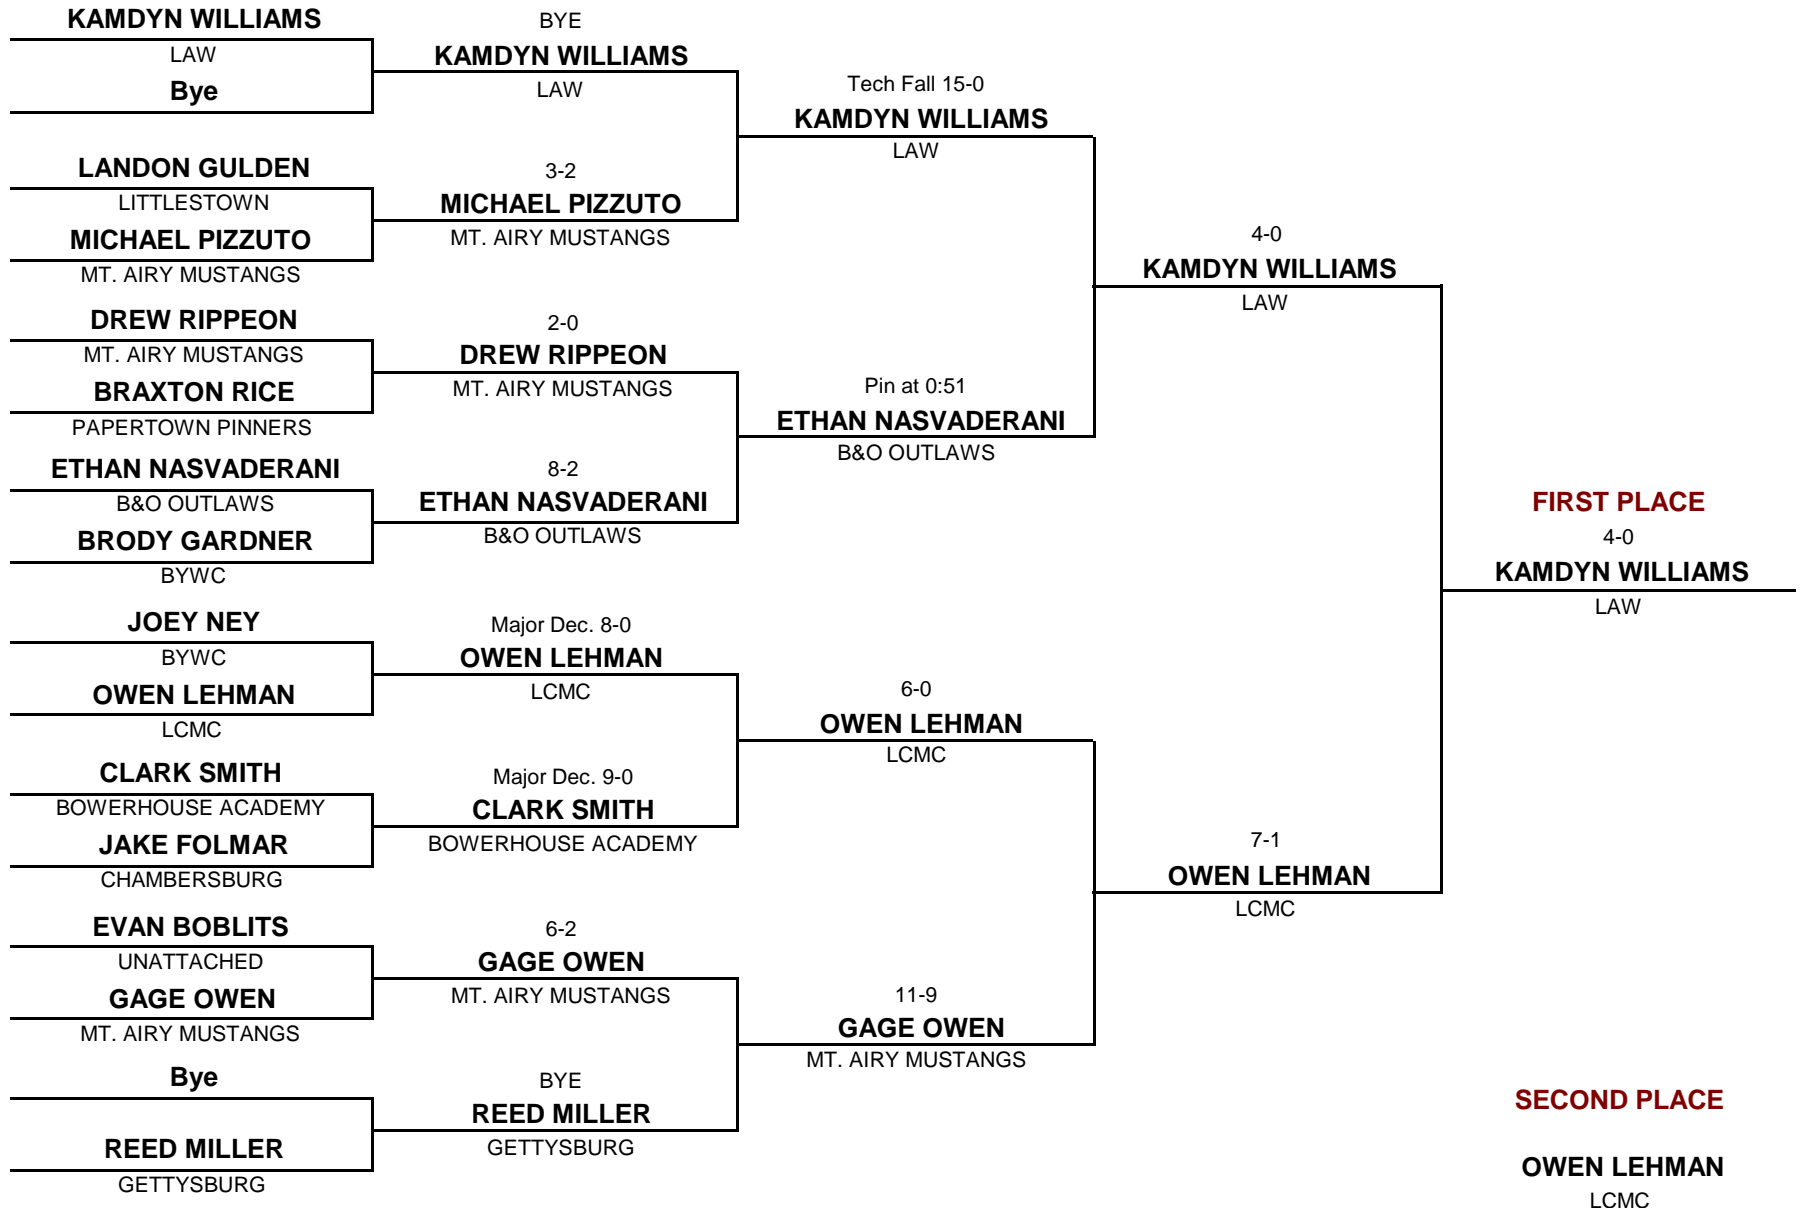 KAMDYN WILLIAMS
LAW
Bye
LANDON GULDEN
LITTLESTOWN
MICHAEL PIZZUTO
MT. AIRY MUSTANGS
DREW RIPPEON
MT. AIRY MUSTANGS
BRAXTON RICE
PAPERTOWN PINNERS
ETHAN NASVADERANI
B&O OUTLAWS
BRODY GARDNER
BYWC
JOEY NEY
BYWC
OWEN LEHMAN
LCMC
CLARK SMITH
BOWERHOUSE ACADEMY
JAKE FOLMAR
CHAMBERSBURG
EVAN BOBLITS
UNATTACHED
GAGE OWEN
MT. AIRY MUSTANGS
Bye
REED MILLER
GETTYSBURG
BYE
KAMDYN WILLIAMS
LAW
3-2
MICHAEL PIZZUTO
MT. AIRY MUSTANGS
2-0
DREW RIPPEON
MT. AIRY MUSTANGS
8-2
ETHAN NASVADERANI
B&O OUTLAWS
Major Dec. 8-0
OWEN LEHMAN
LCMC
Major Dec. 9-0
CLARK SMITH
BOWERHOUSE ACADEMY
6-2
GAGE OWEN
MT. AIRY MUSTANGS
BYE
REED MILLER
GETTYSBURG
Tech Fall 15-0
KAMDYN WILLIAMS
LAW
Pin at 0:51
ETHAN NASVADERANI
B&O OUTLAWS
6-0
OWEN LEHMAN
LCMC
11-9
GAGE OWEN
MT. AIRY MUSTANGS
4-0
KAMDYN WILLIAMS
LAW
7-1
OWEN LEHMAN
LCMC
FIRST PLACE
4-0
KAMDYN WILLIAMS
LAW
SECOND PLACE
OWEN LEHMAN
LCMC